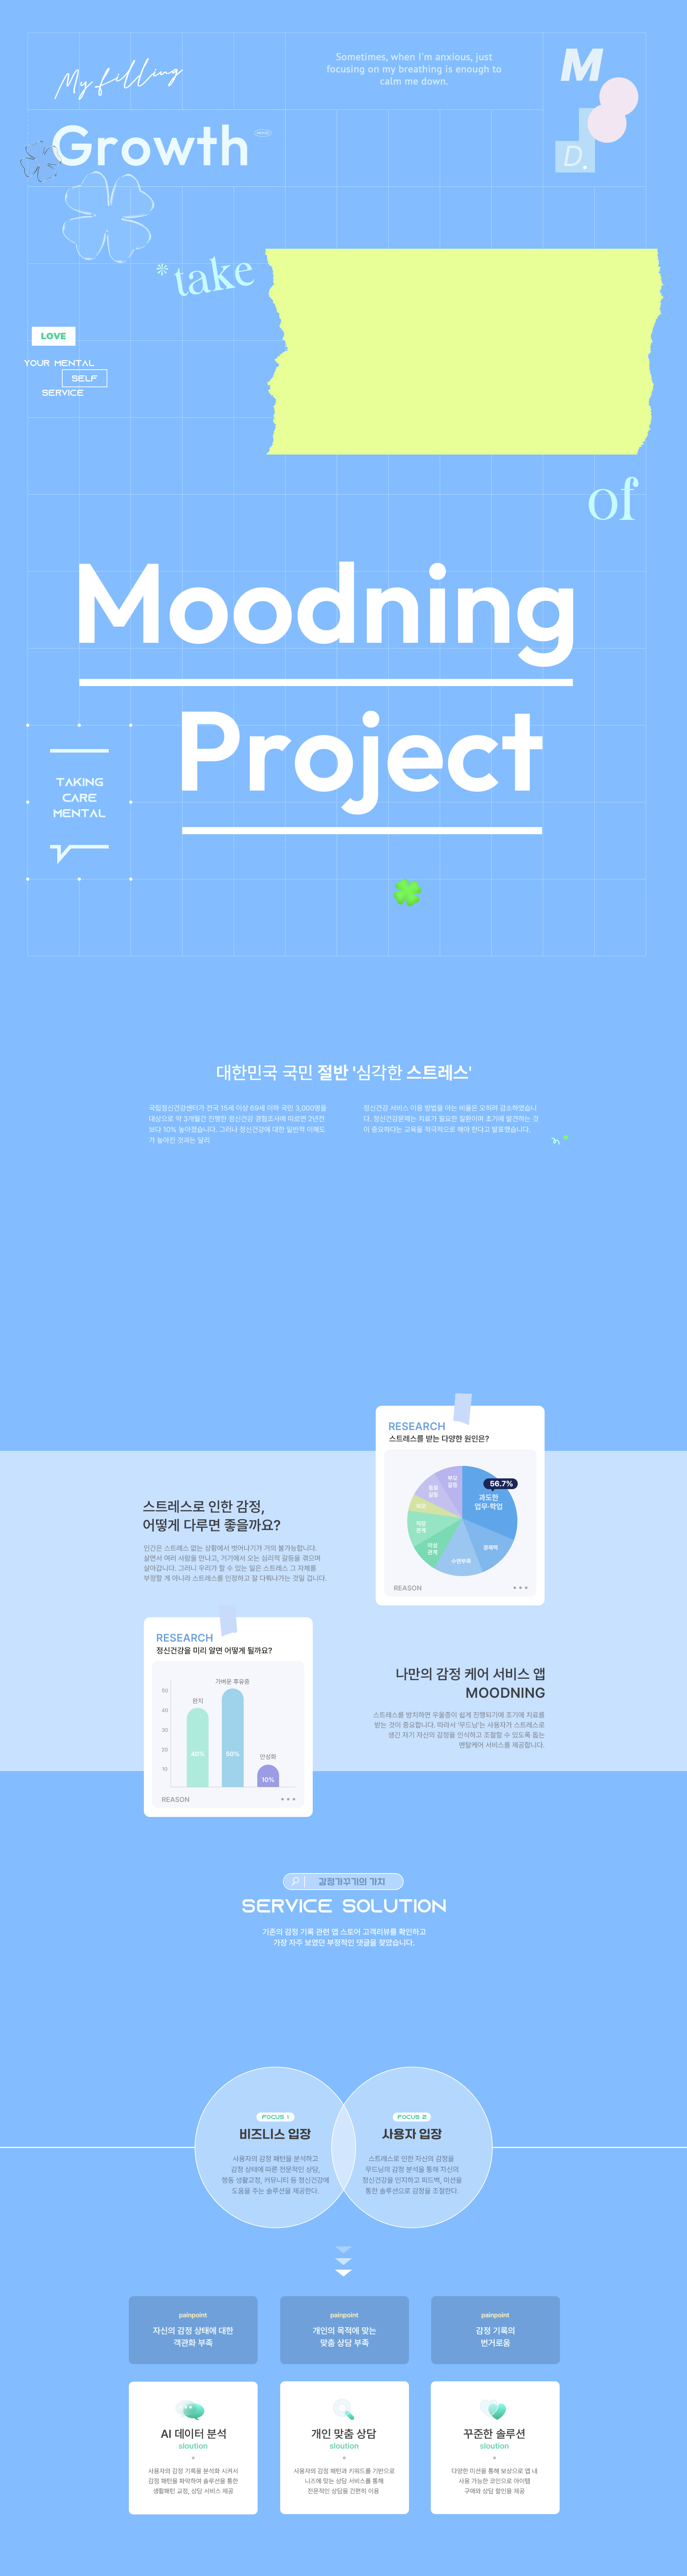 My filling
Sometimes, when I'm anxious, just
focusing on my breathing is enough to
calm me down.
M
D.
Growth
take
LOVE
YOUR MENTAL
SELF
SERVICE
of
Moodning
Project
TAKING
CARE
MENTAL
대한민국 국민 절반 '심각한 스트레스'
국립정신건강센터가 전국 15세 이하 69세 이하 국민 3,000명을
대상으로 약 3개월간 진행한 정신건강 경험조사에 따르면 2년전
보다 10% 높아졌습니다. 그러나 정신건강에 대한 일반적 이해도
가 높아진 것과는 달리
정신건강 서비스 이용 방법을 아는 비율은 오히려 감소하였습니
다. 정신건강문제는 치료가 필요한 질환이며 초기에 발견하는 것
이 중요하다는 교육을 적극적으로 해야 한다고 발표했습니다.
RESEARCH
스트레스를 받는 다양한 원인은?
56.7%
과도한
업무·학업
경제력
수면부족
이성
관계
직장
관계
외모
동료
갈등
부모
갈등
REASON
스트레스로 인한 감정,
어떻게 다루면 좋을까요?
인간은 스트레스 없는 상황에서 벗어나기가 거의 불가능합니다.
살면서 여러 사람을 만나고, 거기에서 오는 심리적 갈등을 겪으며
살아갑니다. 그러니 우리가 할 수 있는 일은 스트레스 그 자체를
부정할 게 아니라 스트레스를 인정하고 잘 다뤄나가는 것일 겁니다.
RESEARCH
정신건강을 미리 알면 어떻게 될까요?
50
40
30
20
10
완치
40%
가벼운 후유증
50%
만성화
10%
REASON
나만의 감정 케어 서비스 앱
MOODNING
스트레스를 방치하면 우울증이 쉽게 진행되기에 조기에 치료를
받는 것이 중요합니다. 따라서 '무드닝'는 사용자가 스트레스로
생긴 자기 자신의 감정을 인식하고 조절할 수 있도록 돕는
멘탈케어 서비스를 제공합니다.
감정가꾸기의 가치
SERVICE SOLUTION
기존의 감정 기록 관련 앱 스토어 고객리뷰를 확인하고
가장 자주 보였던 부정적인 댓글을 찾았습니다.
FOCUS 1
비즈니스 입장
사용자의 감정 패턴을 분석하고
감정 상태에 따른 전문적인 상담,
행동 생활교정, 커뮤니티 등 정신건강에
도움을 주는 솔루션을 제공한다.
FOCUS 2
사용자 입장
스트레스로 인한 자신의 감정을
무드닝의 감정 분석을 통해 자신의
정신건강을 인지하고 피드백, 미션을
통한 솔루션으로 감정을 조절한다.
painpoint
자신의 감정 상태에 대한
객관화 부족
painpoint
개인의 목적에 맞는
맞춤 상담 부족
painpoint
감정 기록의
번거로움
AI 데이터 분석
sloution
사용자의 감정 기록을 분석화 시켜서
감정 패턴을 파악하여 솔루션을 통한
생활패턴 교정, 상담 서비스 제공
개인 맞춤 상담
sloution
사용자의 감정 패턴과 키워드를 기반으로
니즈에 맞는 상담 서비스를 통해
전문적인 상담을 간편히 이용
꾸준한 솔루션
sloution
다양한 미션을 통해 보상으로 앱 내
사용 가능한 코인으로 아이템
구매와 상담 할인을 제공